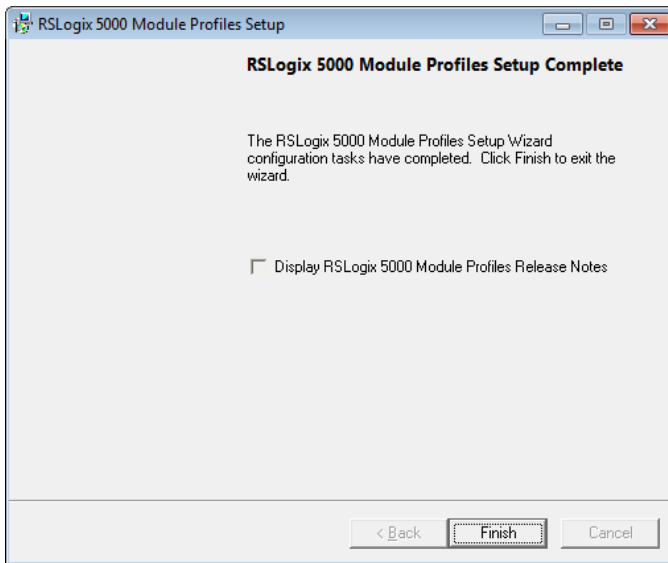 RSLogix 5000 Module Profiles Setup
RSLogix 5000 Module Profiles Setup Complete
The RSLogix 5000 Module Profiles Setup Wizard
configuration tasks have completed. Click Finish to exit the
wizard.
Display RSLogix 5000 Module Profiles Release Notes
< Back
Finish
Cancel